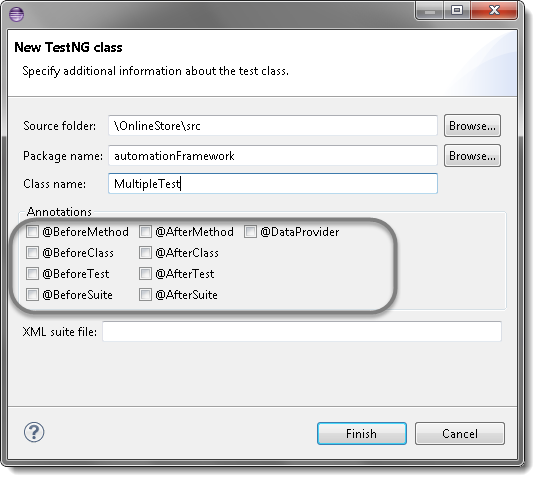 New TestNG class
Specify additional information about the test class.
Source folder: \OnlineStore\src Browse...
Package name: automationFramework Browse...
Class name: MultipleTest
Annotations
@BeforeMethod @AfterMethod @DataProvider
@BeforeClass @AfterClass
@BeforeTest @AfterTest
@BeforeSuite @AfterSuite
XML suite file:
? Finish Cancel